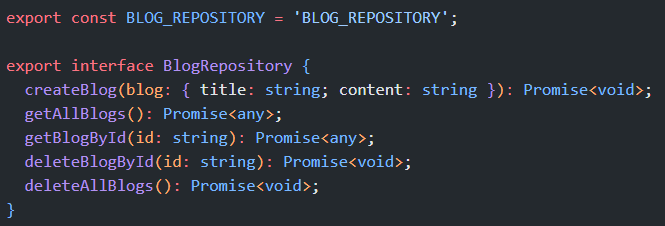 export const BLOG_REPOSITORY = 'BLOG_REPOSITORY';
export interface BlogRepository {
createBlog(blog: { title: string; content: string }): Promise<void>;
getAllBlogs(): Promise<any>;
getBlogById(id: string): Promise<any>;
deleteBlogById(id: string): Promise<void>;
deleteAllBlogs(): Promise<void>;
}